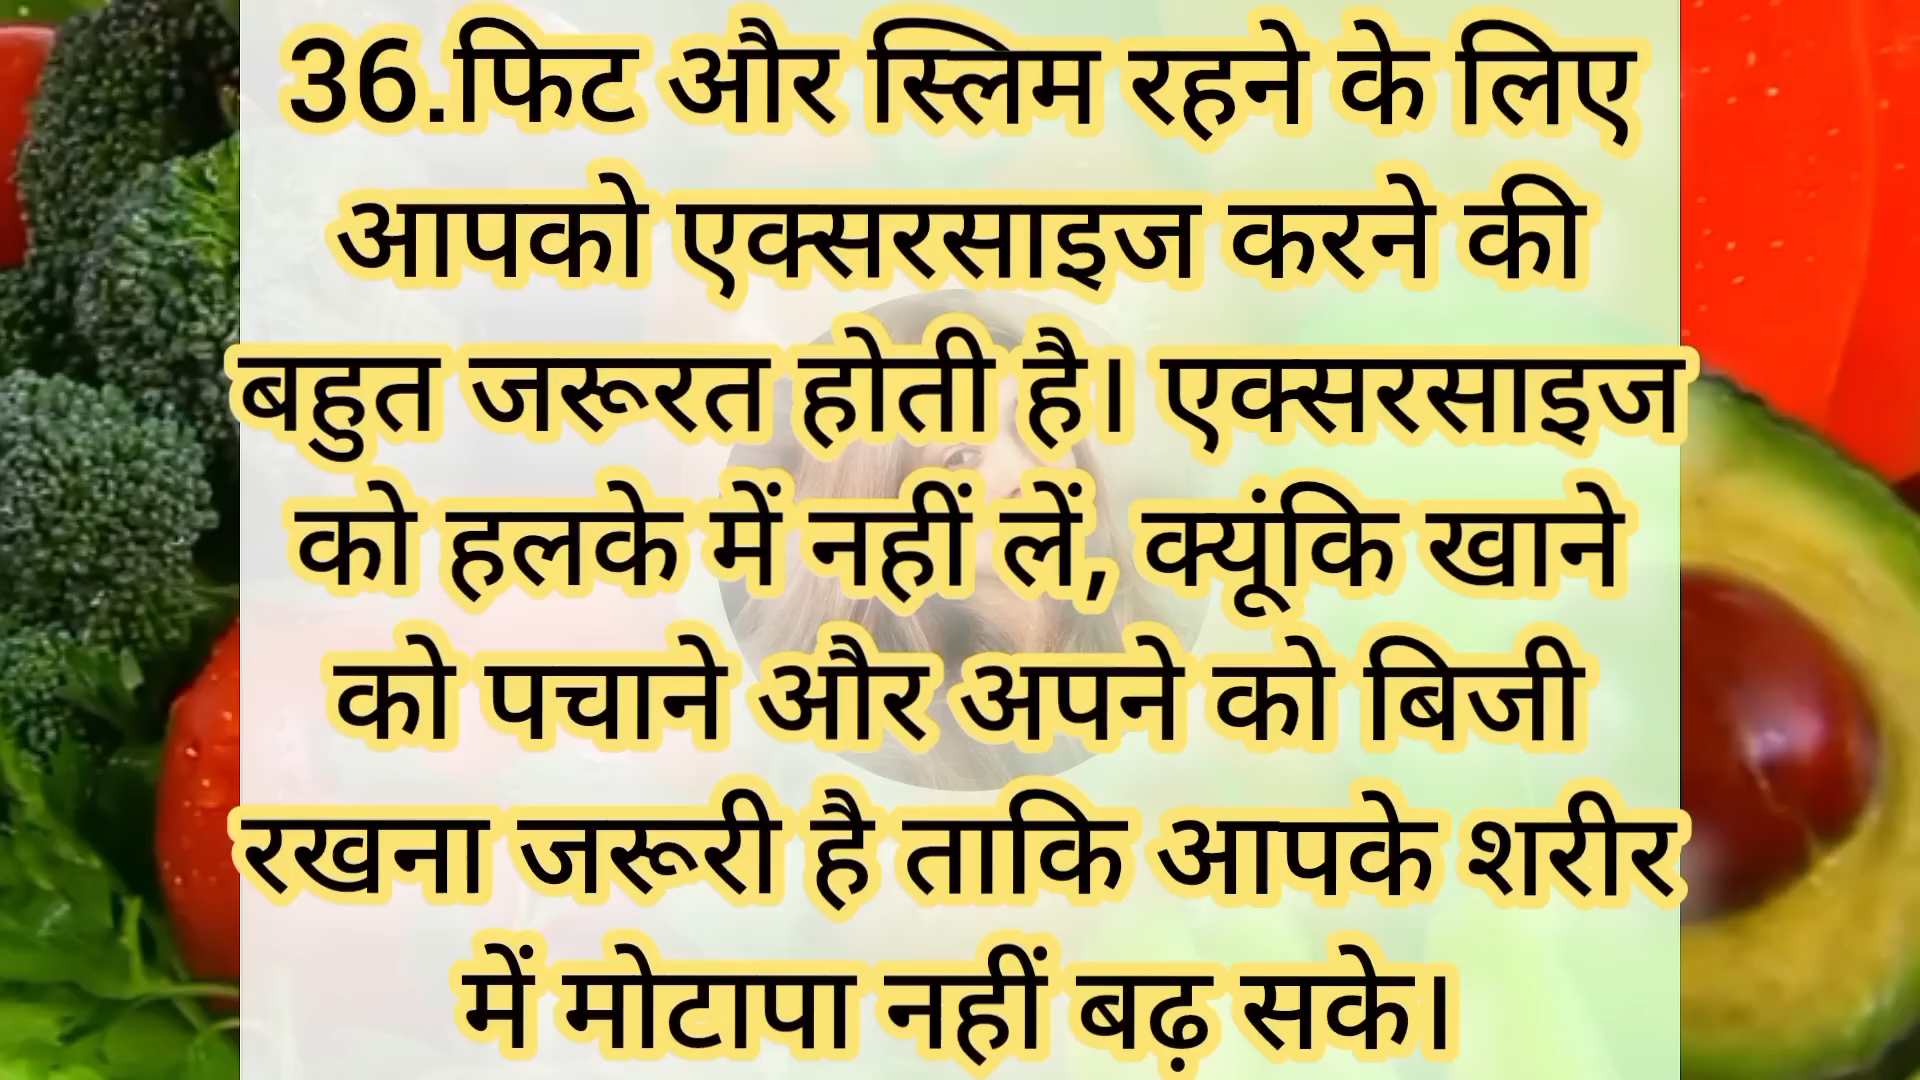 36.फिट और स्लिम रहने के लिए
आपको एक्सरसाइज करने की
बहुत जरूरत होती है। एक्सरसाइज
को हलके में नहीं लें, क्यूंकि खाने
को पचाने और अपने को बिजी
रखना जरूरी है ताकि आपके शरीर
में मोटापा नहीं बढ़ सके।